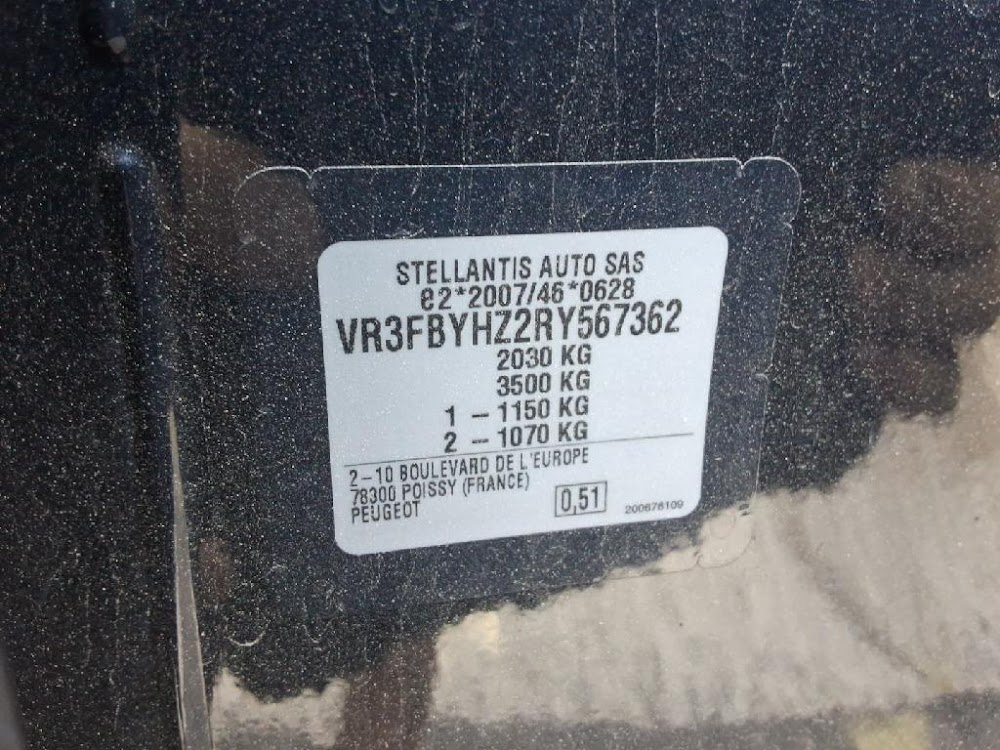 STELLANTIS AUTO SAS
e2*2007/46*0628
VR3FBYHZ2RY567362
2030 KG
3500 KG
1 - 1150 KG
2 - 1070 KG
2-10 BOULEVARD DE L'EUROPE
78300 POISSY (FRANCE)
PEUGEOT
0,51
200678109